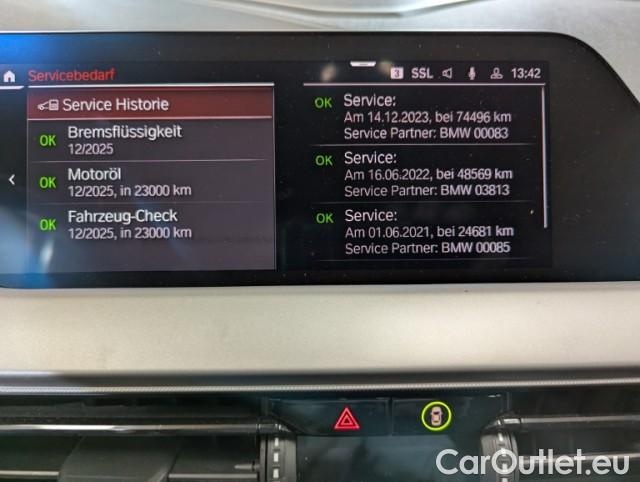 Servicebedarf
3 SSL 13:42
Service Historie
OK Bremsflüssigkeit
12/2025
OK Motoröl
12/2025, in 23000 km
OK Fahrzeug-Check
12/2025, in 23000 km
OK Service:
Am 14.12.2023, bei 74496 km
Service Partner: BMW 00083
OK Service:
Am 16.06.2022, bei 48569 km
Service Partner: BMW 03813
OK Service:
Am 01.06.2021, bei 24681 km
Service Partner: BMW 00085
CarOutlet.eu